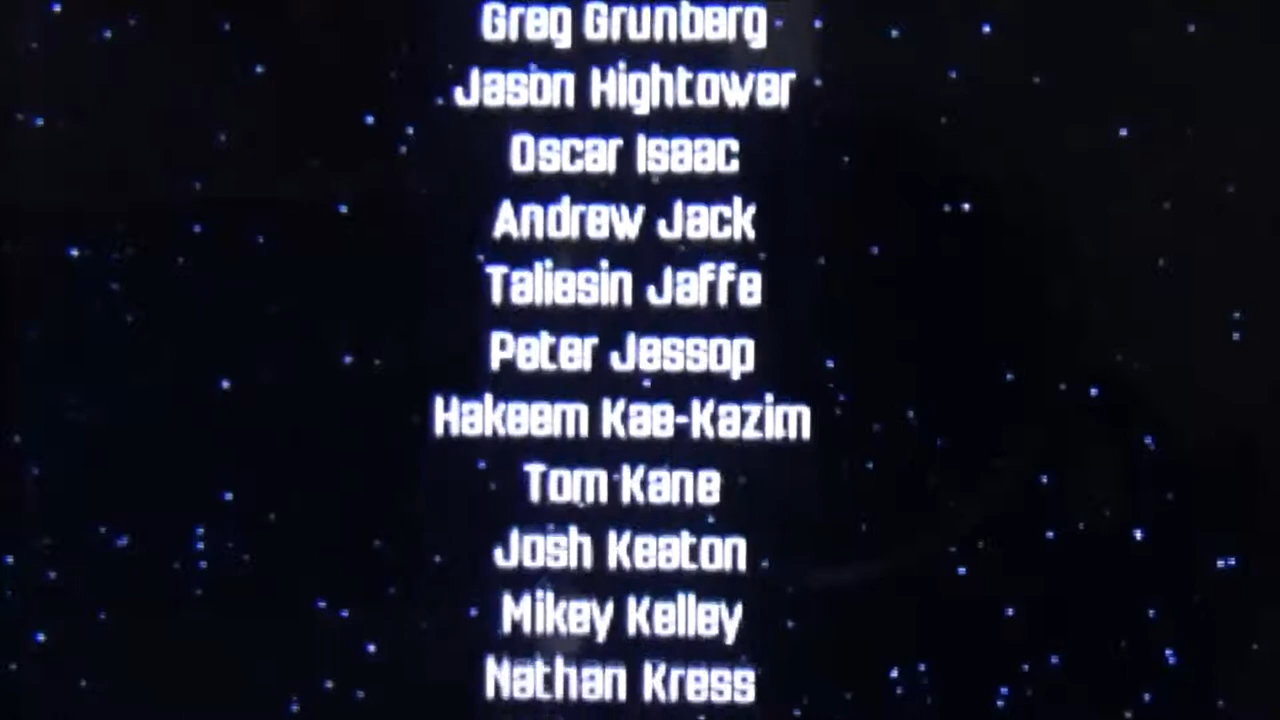 Greg Grunberg
Jason Hightower
Oscar Isaac
Andrew Jack
Taliesin Jaffe
Peter Jessop
Hakeem Kae-Kazim
Tom Kane
Josh Keaton
Mikey Kelley
Nathan Kress